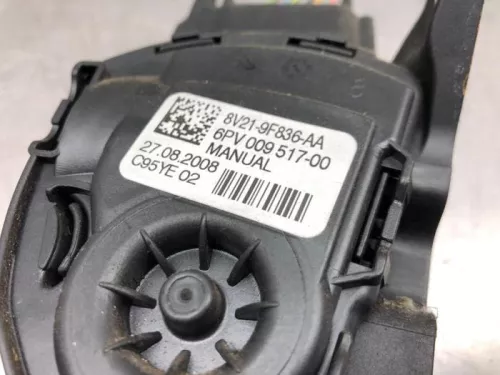 8V21-9F836-AA
6PV 009 517-00
MANUAL
27.08.2008
C95YE 02